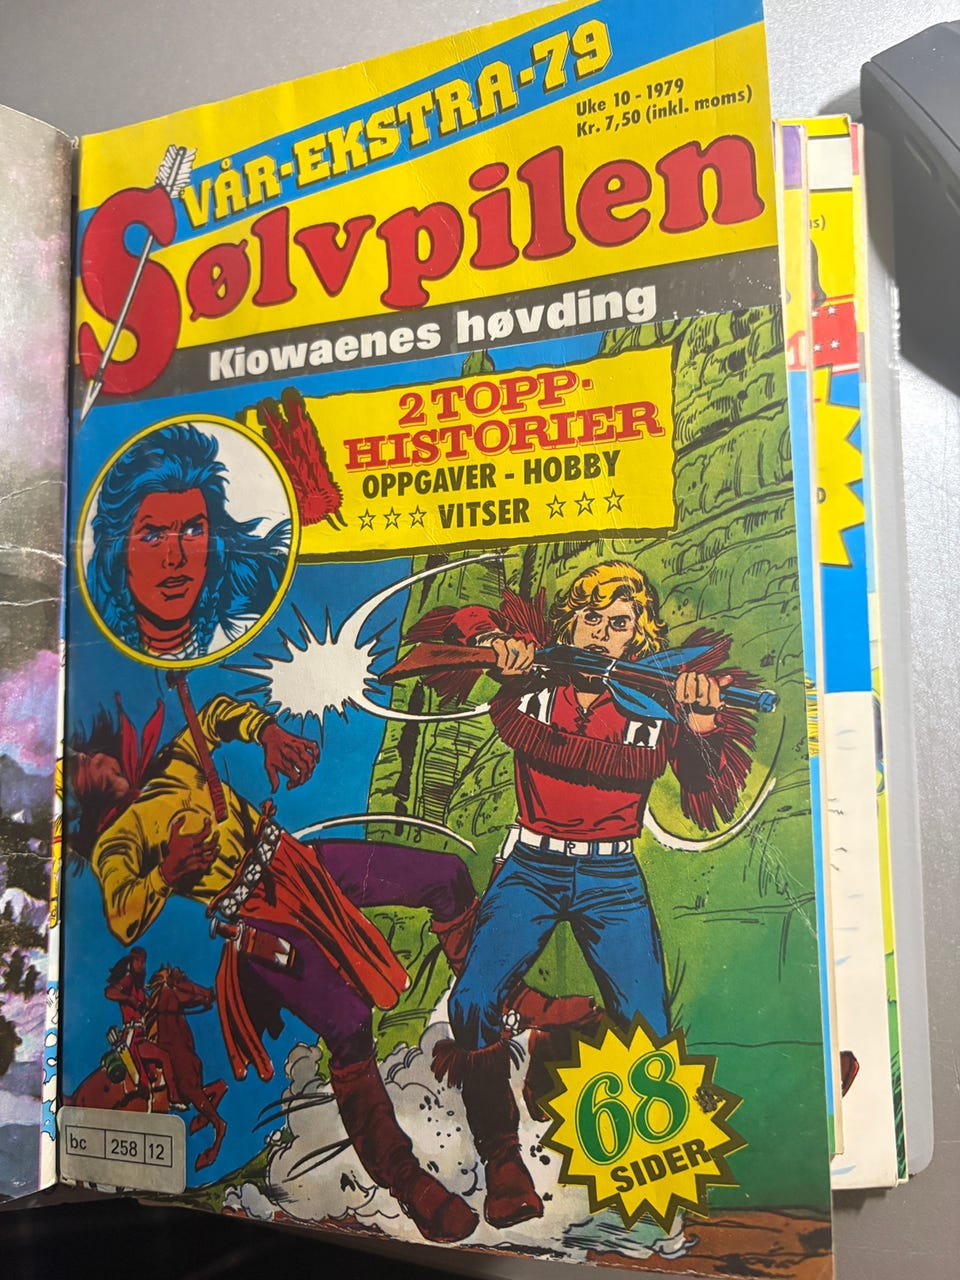 VÅR-EKSTRA-79
Uke 10 - 1979
Kr. 7,50 (inkl. moms)
Sølvpilen
Kiowaenes høvding
2 TOPP-
HISTORIER
OPPGAVER - HOBBY
☆☆☆ VITSER ☆☆☆
68
SIDER
bc 258 12